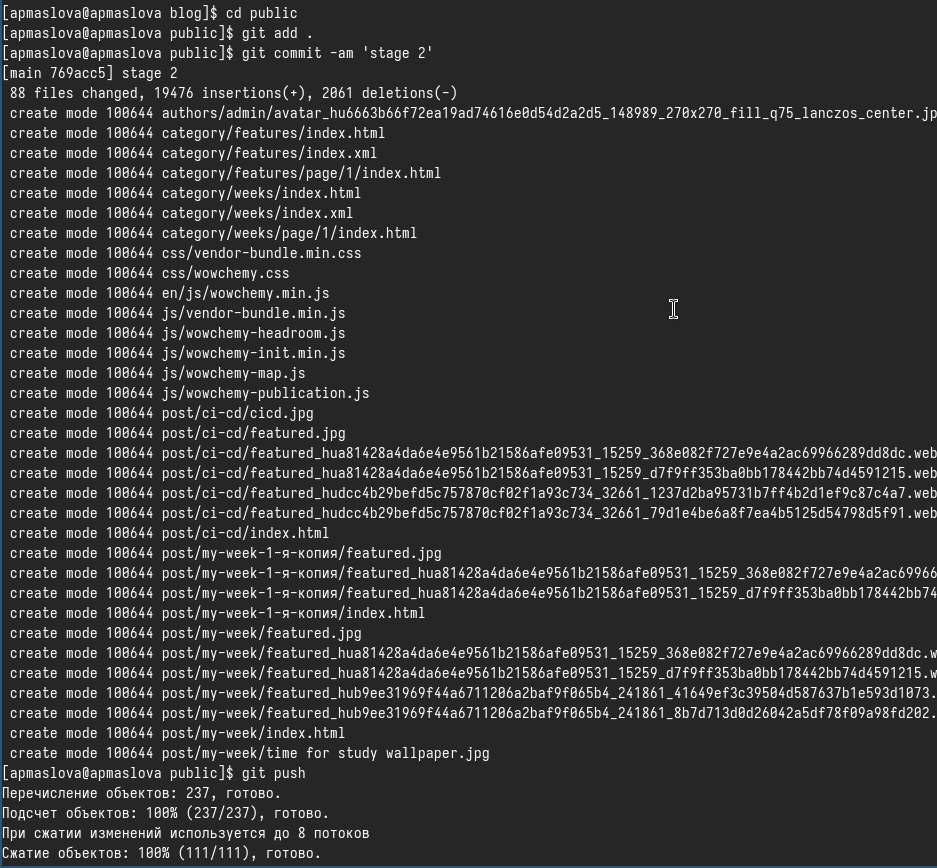 [apmaslova@apmaslova blog]$ cd public
[apmaslova@apmaslova public]$ git add .
[apmaslova@apmaslova public]$ git commit -am 'stage 2'
[main 769acc5] stage 2
88 files changed, 19476 insertions(+), 2061 deletions(-)
create mode 100644 authors/admin/avatar_hu6663b66f72ea19ad74616e0d54d2a2d5_148989_270x270_fill_q75_lanczos_center.jp
create mode 100644 category/features/index.html
create mode 100644 category/features/index.xml
create mode 100644 category/features/page/1/index.html
create mode 100644 category/weeks/index.html
create mode 100644 category/weeks/index.xml
create mode 100644 category/weeks/page/1/index.html
create mode 100644 css/vendor-bundle.min.css
create mode 100644 css/wowchemy.css
create mode 100644 en/js/wowchemy.min.js
create mode 100644 js/vendor-bundle.min.js
create mode 100644 js/wowchemy-headroom.js
create mode 100644 js/wowchemy-init.min.js
create mode 100644 js/wowchemy-map.js
create mode 100644 js/wowchemy-publication.js
create mode 100644 post/ci-cd/cicd.jpg
create mode 100644 post/ci-cd/featured.jpg
create mode 100644 post/ci-cd/featured_hua81428a4da6e4e9561b21586afe09531_15259_368e082f727e9e4a2ac69966289dd8dc.web
create mode 100644 post/ci-cd/featured_hua81428a4da6e4e9561b21586afe09531_15259_d7f9ff353ba0bb178442bb74d4591215.web
create mode 100644 post/ci-cd/featured_hudcc4b29befd5c757870cf02f1a93c734_32661_1237d2ba95731b7ff4b2d1ef9c87c4a7.web
create mode 100644 post/ci-cd/featured_hudcc4b29befd5c757870cf02f1a93c734_32661_79d1e4be6a8f7ea4b5125d54798d5f91.web
create mode 100644 post/ci-cd/index.html
create mode 100644 post/my-week-1-я-копия/featured.jpg
create mode 100644 post/my-week-1-я-копия/featured_hua81428a4da6e4e9561b21586afe09531_15259_368e082f727e9e4a2ac69966
create mode 100644 post/my-week-1-я-копия/featured_hua81428a4da6e4e9561b21586afe09531_15259_d7f9ff353ba0bb178442bb74
create mode 100644 post/my-week-1-я-копия/index.html
create mode 100644 post/my-week/featured.jpg
create mode 100644 post/my-week/featured_hua81428a4da6e4e9561b21586afe09531_15259_368e082f727e9e4a2ac69966289dd8dc.w
create mode 100644 post/my-week/featured_hua81428a4da6e4e9561b21586afe09531_15259_d7f9ff353ba0bb178442bb74d4591215.w
create mode 100644 post/my-week/featured_hub9ee31969f44a6711206a2baf9f065b4_241861_41649ef3c39504d587637b1e593d1073.
create mode 100644 post/my-week/featured_hub9ee31969f44a6711206a2baf9f065b4_241861_8b7d713d0d26042a5df78f09a98fd202.
create mode 100644 post/my-week/index.html
create mode 100644 post/my-week/time for study wallpaper.jpg
[apmaslova@apmaslova public]$ git push
Перечисление объектов: 237, готово.
Подсчет объектов: 100% (237/237), готово.
При сжатии изменений используется до 8 потоков
Сжатие объектов: 100% (111/111), готово.